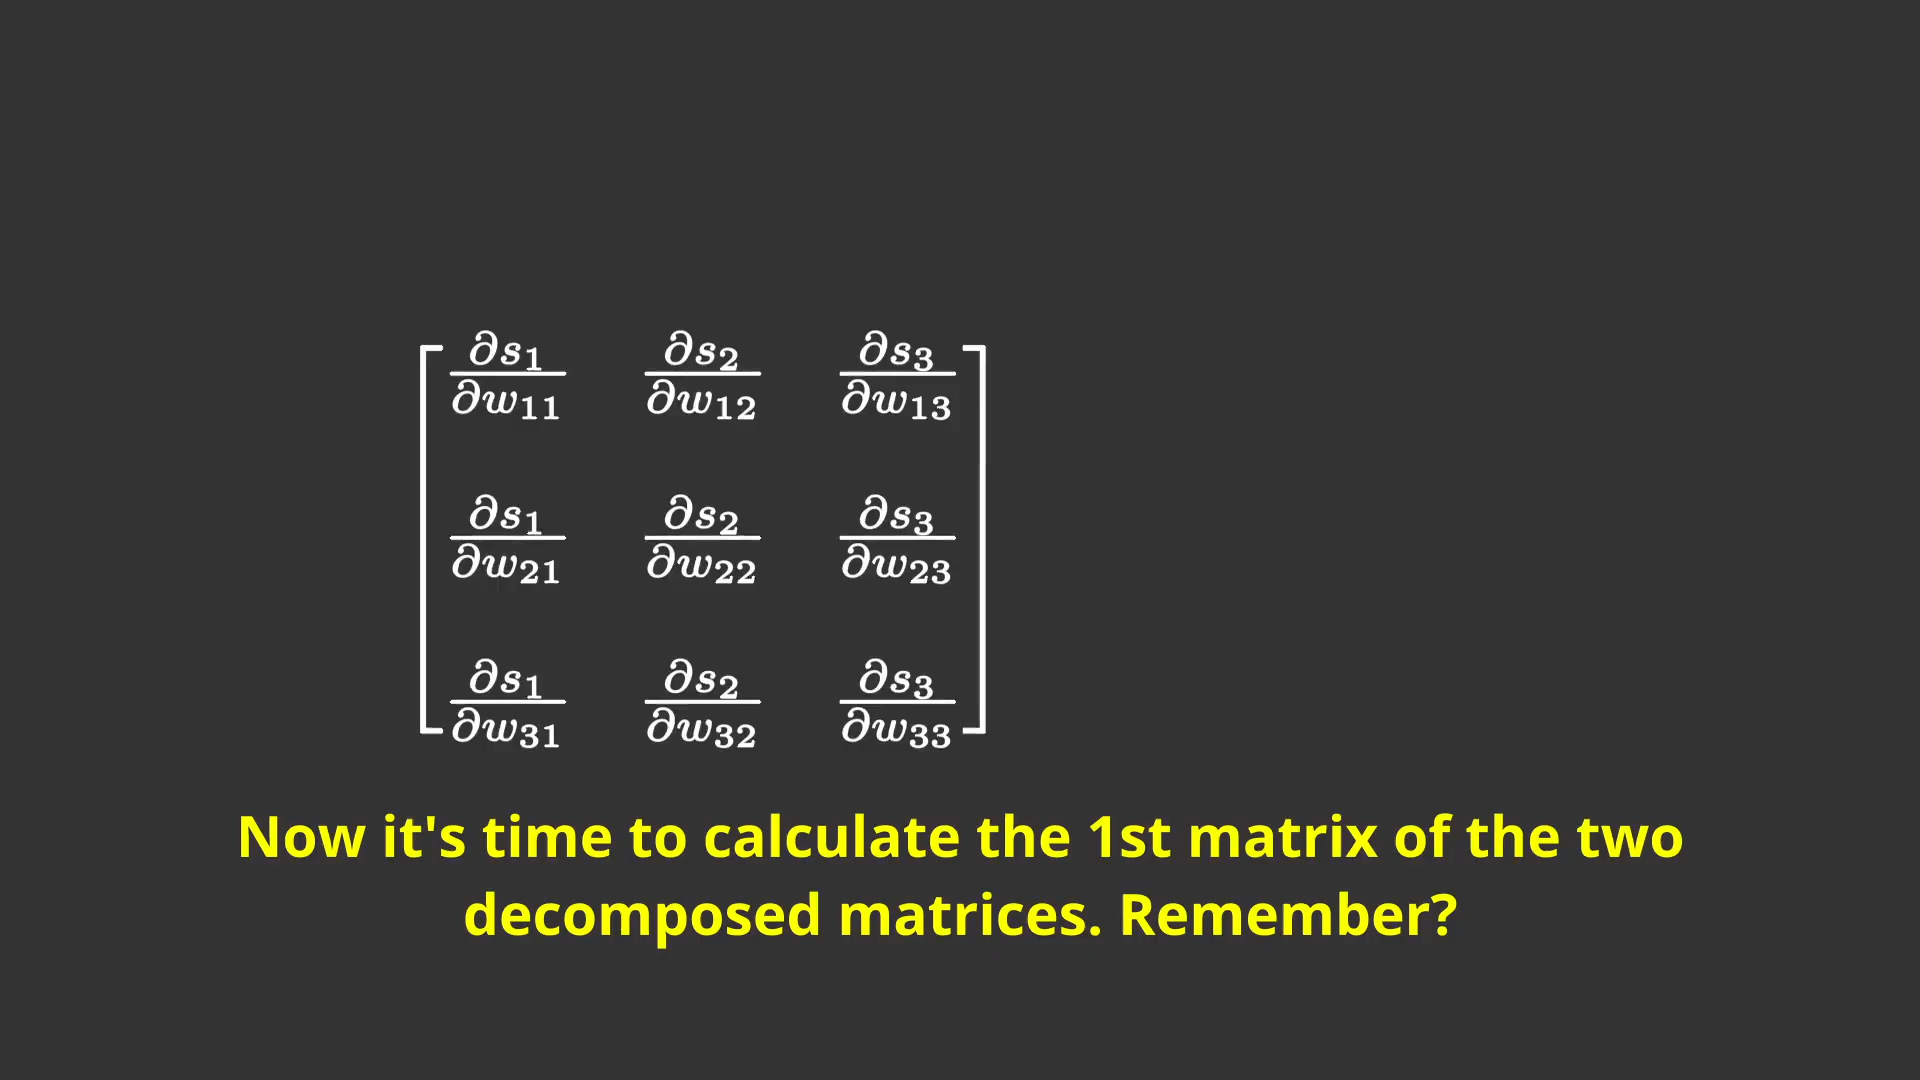 ∂s₁ ∂s₂ ∂s₃
∂w₁₁ ∂w₁₂ ∂w₁₃
∂s₁ ∂s₂ ∂s₃
∂w₂₁ ∂w₂₂ ∂w₂₃
∂s₁ ∂s₂ ∂s₃
∂w₃₁ ∂w₃₂ ∂w₃₃
Now it's time to calculate the 1st matrix of the two
decomposed matrices. Remember?